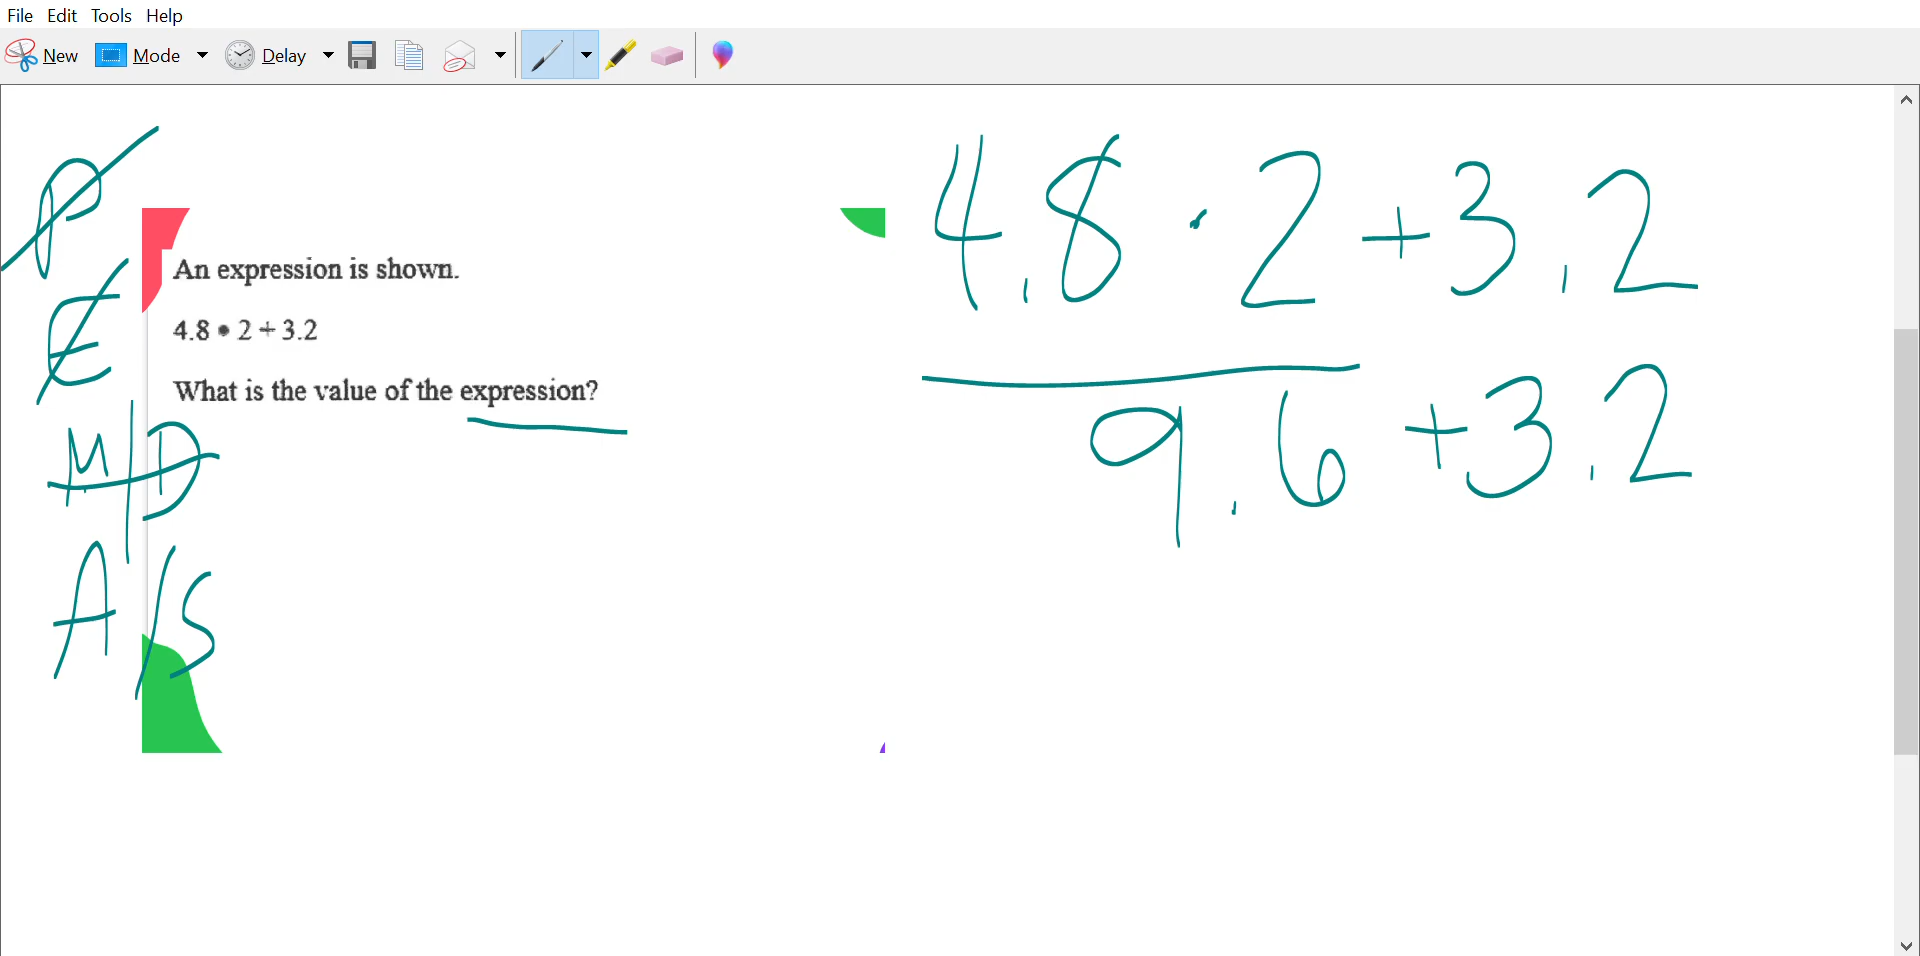 File Edit Tools Help
New Mode Delay
P
E
M/D
A/S
An expression is shown.
4.8 • 2 + 3.2
What is the value of the expression?
4.8 · 2 + 3.2
9.6 + 3.2